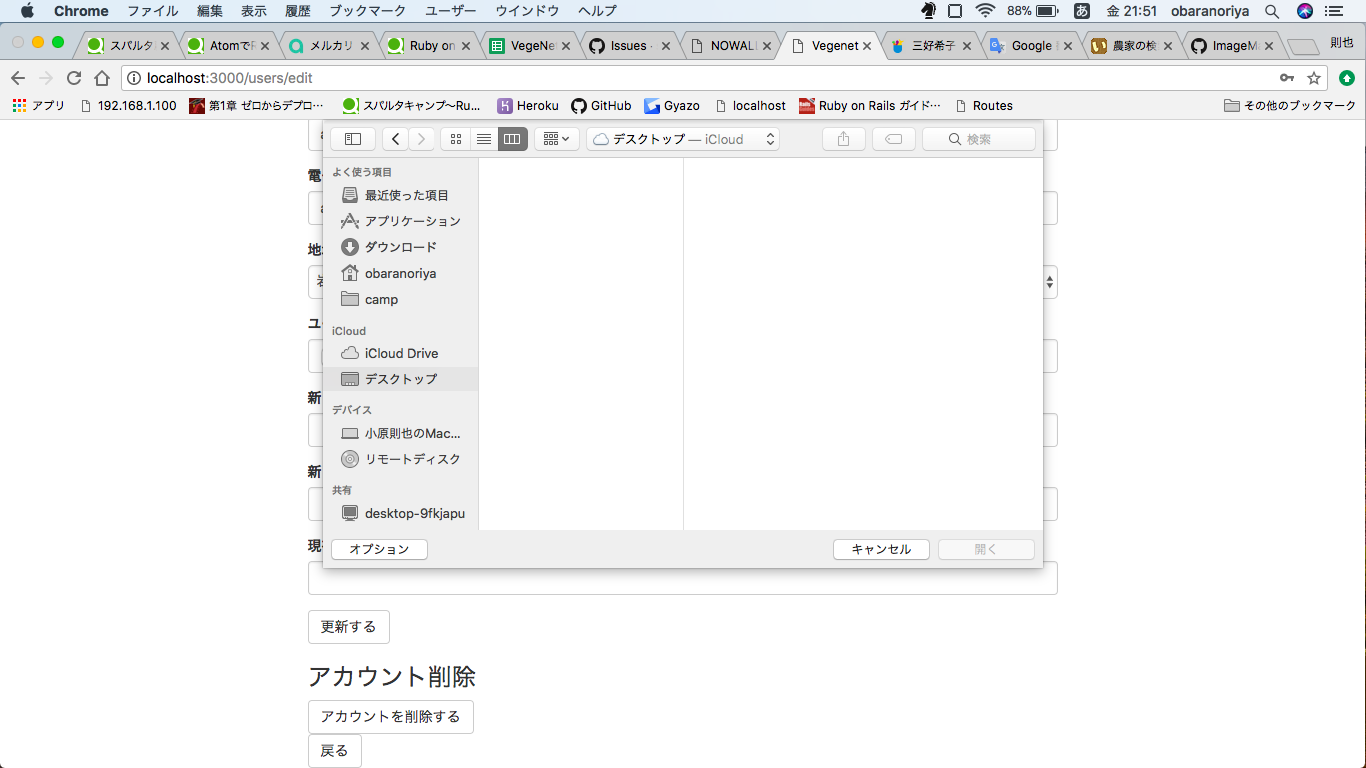 Chrome ファイル 編集 表示 履歴 ブックマーク ユーザー ウインドウ ヘルプ 88% あ 金 21:51 obaranoriya
スパルタ AtomでF メルカリ Ruby on VegeNe Issues · NOWALL Vegenet 三好希子 Google 農家の検 ImageMa 則也
localhost:3000/users/edit
アプリ 192.168.1.100 第1章 ゼロからデプロ… スパルタキャンプ〜Ru… Heroku GitHub Gyazo localhost Ruby on Rails ガイド… Routes その他のブックマーク
デスクトップ — iCloud 検索
よく使う項目
最近使った項目
アプリケーション
ダウンロード
obaranoriya
camp
iCloud
iCloud Drive
デスクトップ
デバイス
小原則也のMac...
リモートディスク
共有
desktop-9fkjapu
オプション キャンセル 開く
電
地
ユ
新
新
現
更新する
アカウント削除
アカウントを削除する
戻る